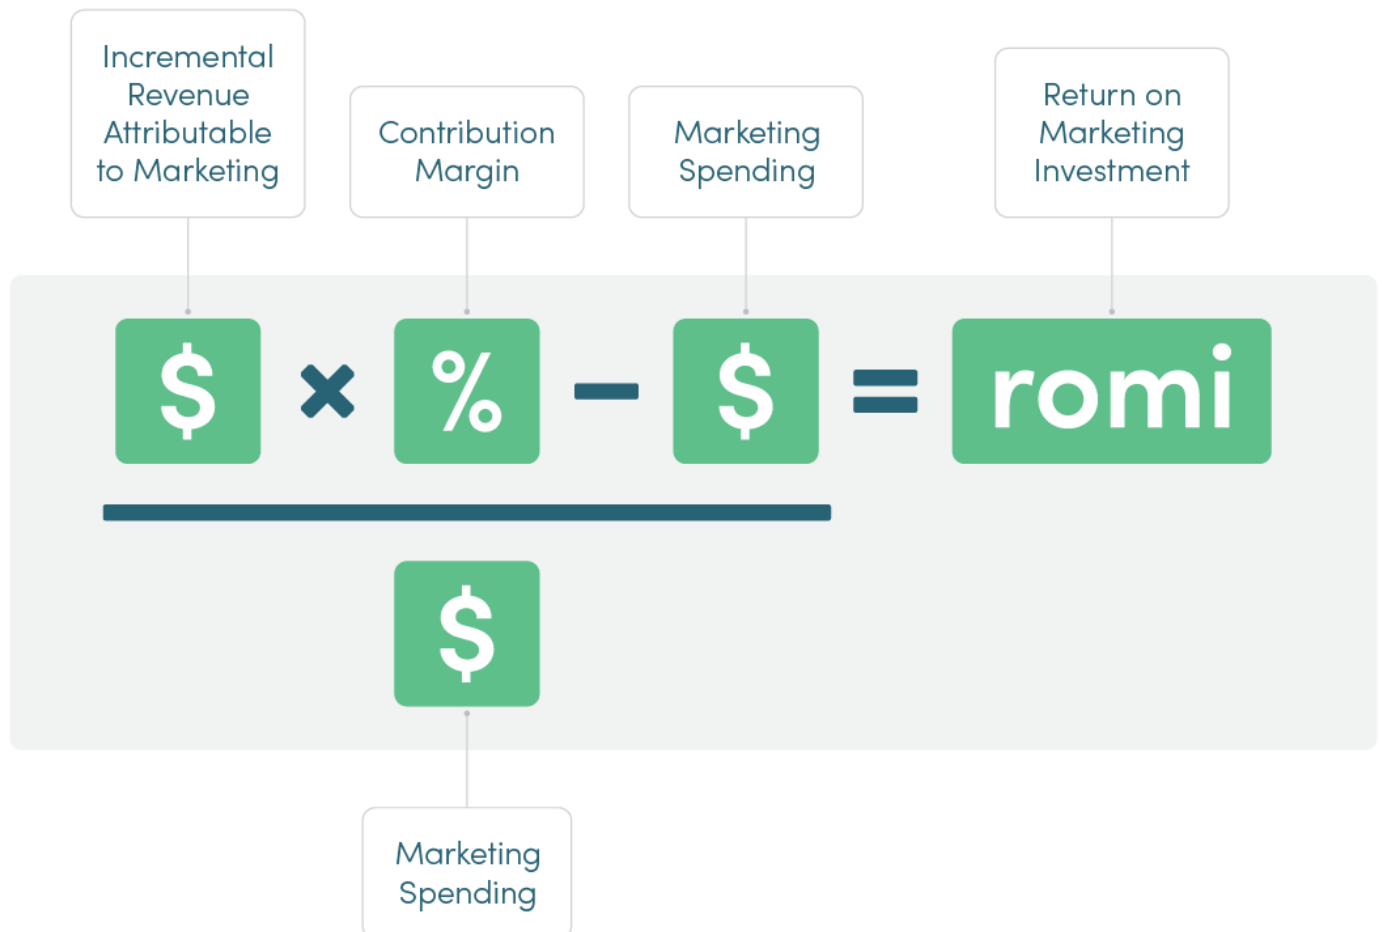 Incremental
Revenue
Attributable
to Marketing
Contribution
Margin
Marketing
Spending
Return on
Marketing
Investment
$ × % − $ = romi
$
Marketing
Spending